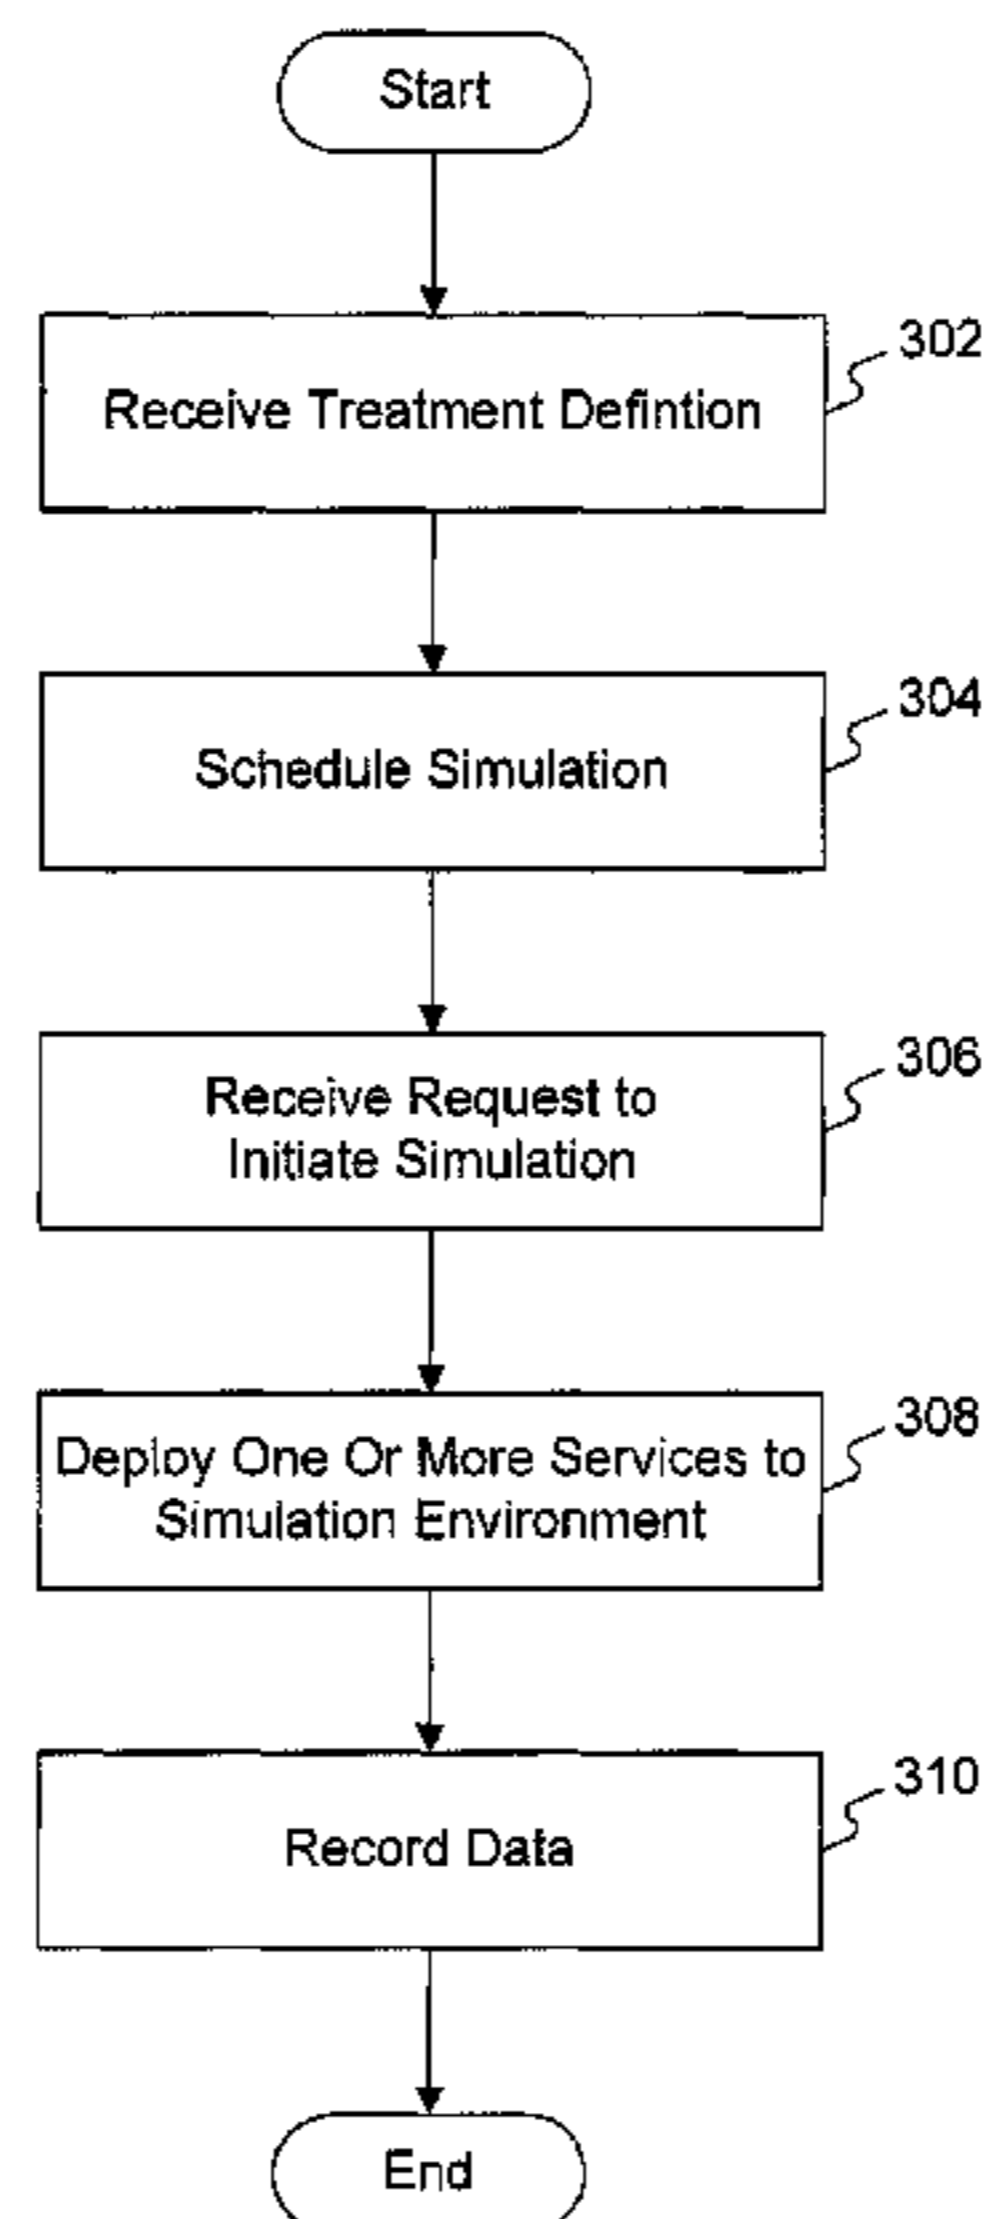 Start
302
Receive Treatment Defintion
304
Schedule Simulation
306
Receive Request to
Initiate Simulation
308
Deploy One Or More Services to
Simulation Environment
310
Record Data
End